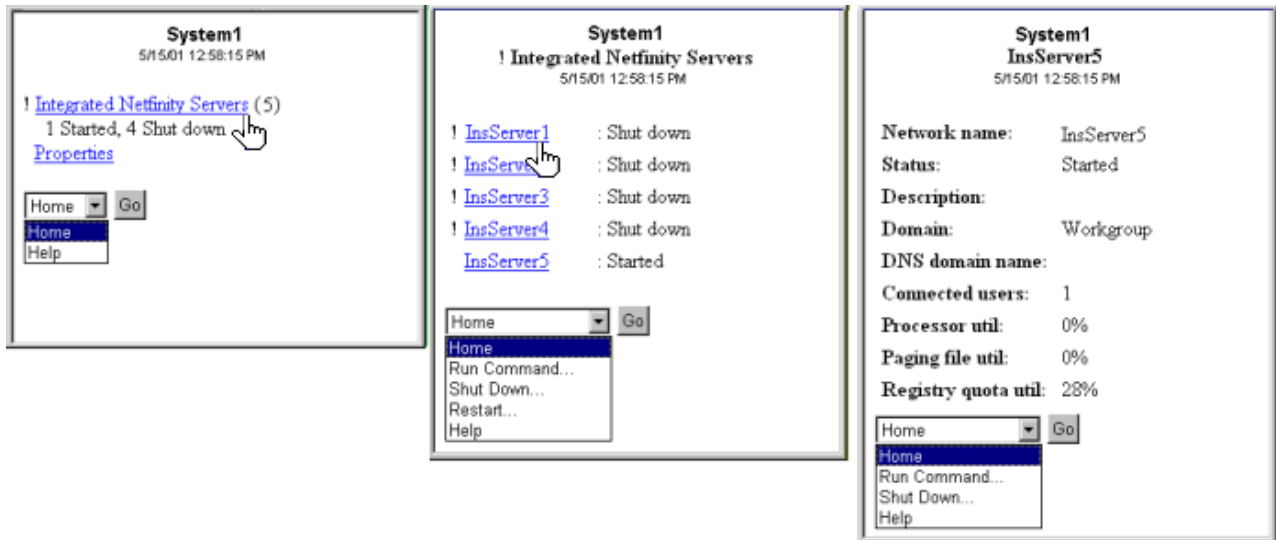 System1
5/15/01 12:58:15 PM
! Integrated Netfinity Servers (5)
1 Started, 4 Shut down
Properties
Home Go
Home
Help
System1
! Integrated Netfinity Servers
5/15/01 12:58:15 PM
! InsServer1 : Shut down
! : Shut down
! InsServer3 : Shut down
! InsServer4 : Shut down
InsServer5 : Started
Home Go
Home
Run Command...
Shut Down...
Restart...
Help
System1
InsServer5
5/15/01 12:58:15 PM
Network name: InsServer5
Status: Started
Description:
Domain: Workgroup
DNS domain name:
Connected users: 1
Processor util: 0%
Paging file util: 0%
Registry quota util: 28%
Home Go
Home
Run Command...
Shut Down...
Help